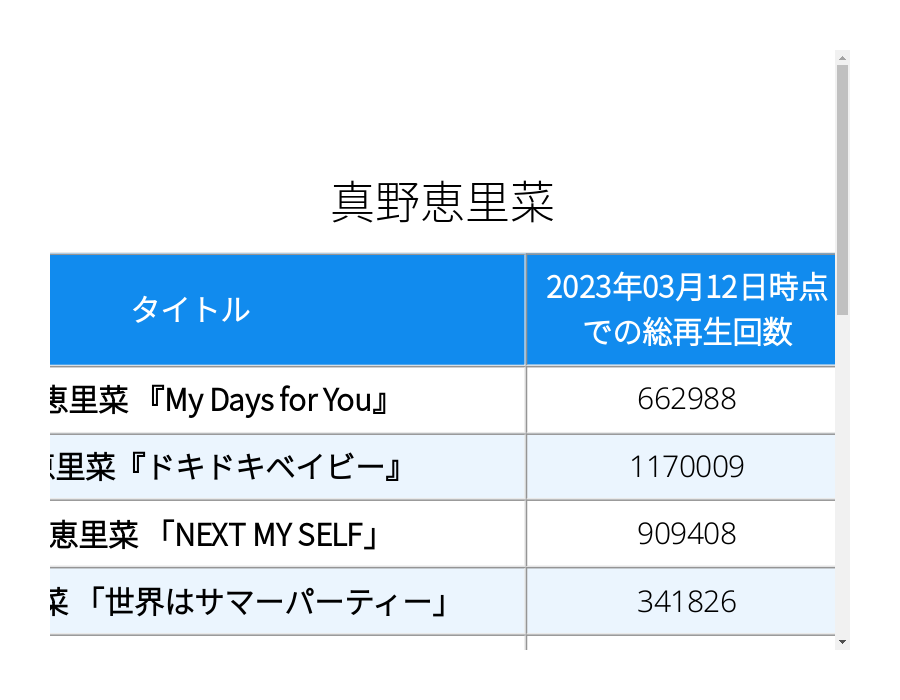 真野恵里菜
タイトル
2023年03月12日時点
での総再生回数
恵里菜 『My Days for You』
662988
恵里菜『ドキドキベイビー』
1170009
恵里菜 「NEXT MY SELF」
909408
菜 「世界はサマーパーティー」
341826